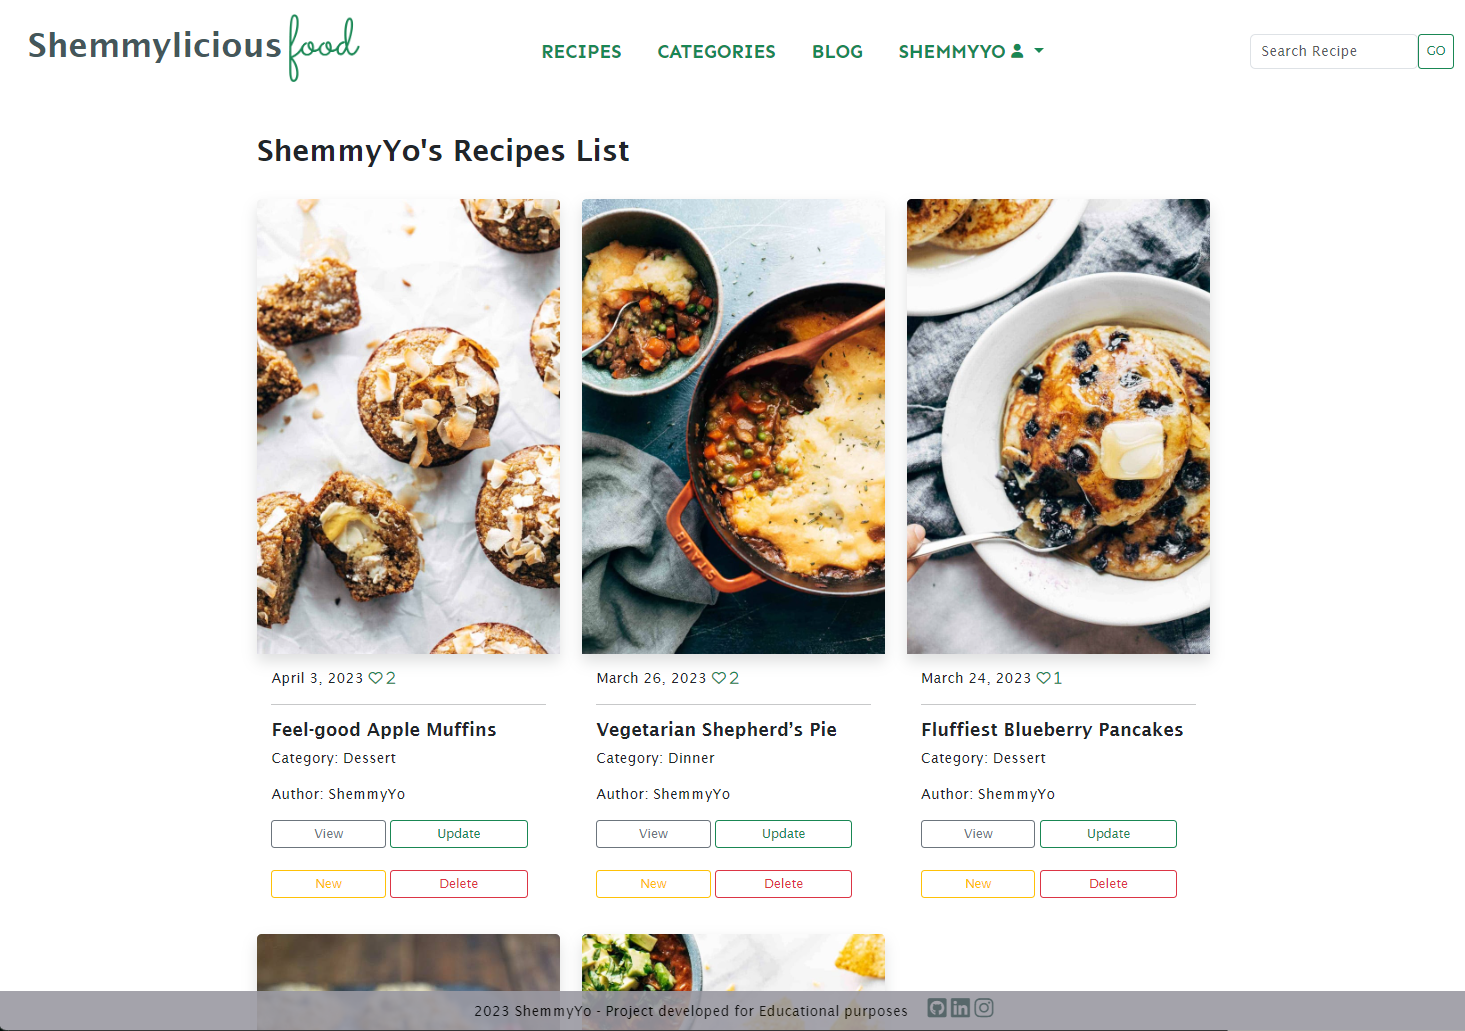 Shemmylicious food
RECIPES CATEGORIES BLOG SHEMMYYO
Search Recipe GO
ShemmyYo's Recipes List
STAUB
April 3, 2023 2
Feel-good Apple Muffins
Category: Dessert
Author: ShemmyYo
View Update
New Delete
March 26, 2023 2
Vegetarian Shepherd’s Pie
Category: Dinner
Author: ShemmyYo
View Update
New Delete
March 24, 2023 1
Fluffiest Blueberry Pancakes
Category: Dessert
Author: ShemmyYo
View Update
New Delete
2023 ShemmyYo - Project developed for Educational purposes